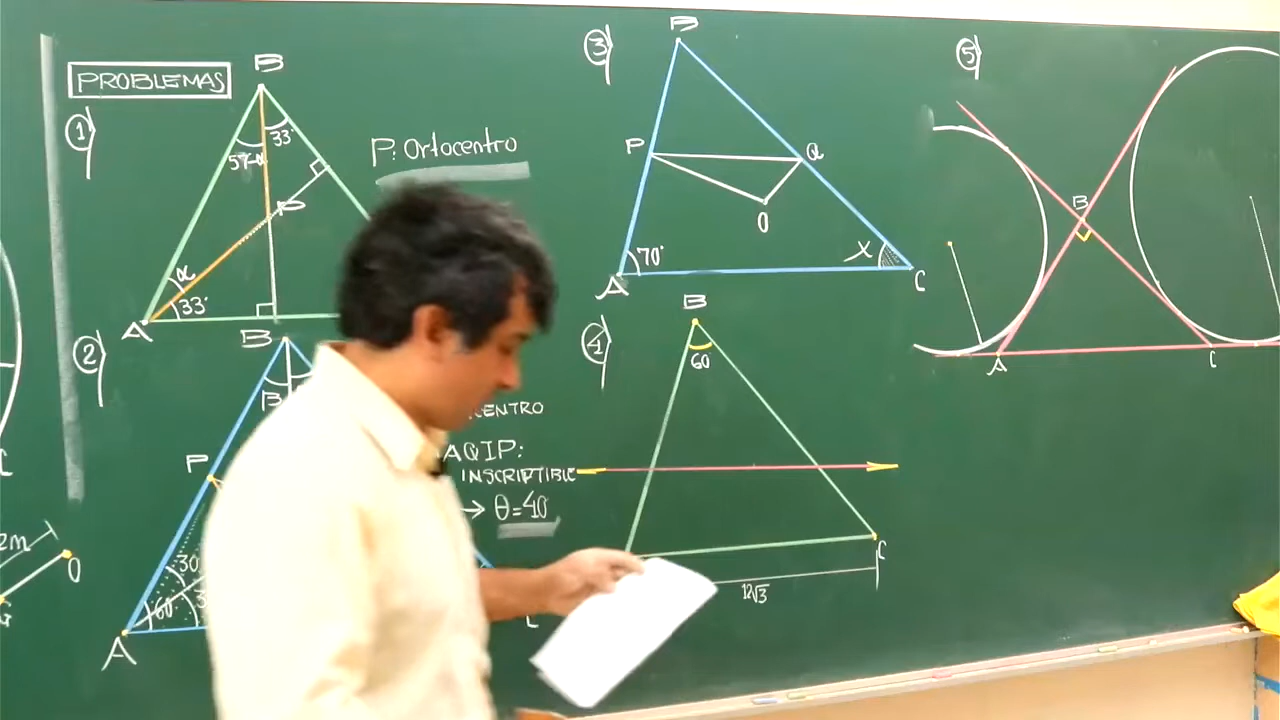 PROBLEMAS
1)
B
33°
57-α
P: Ortocentro
P
α
33°
A
2)
B
B
CENTRO
AQIP:
INSCRIPTIBLE
→ θ=40
P
30
60
A
2m
O
3)
B
P
Q
O
70°
X
A
C
4)
B
60
C
12√3
5)
B
A
C